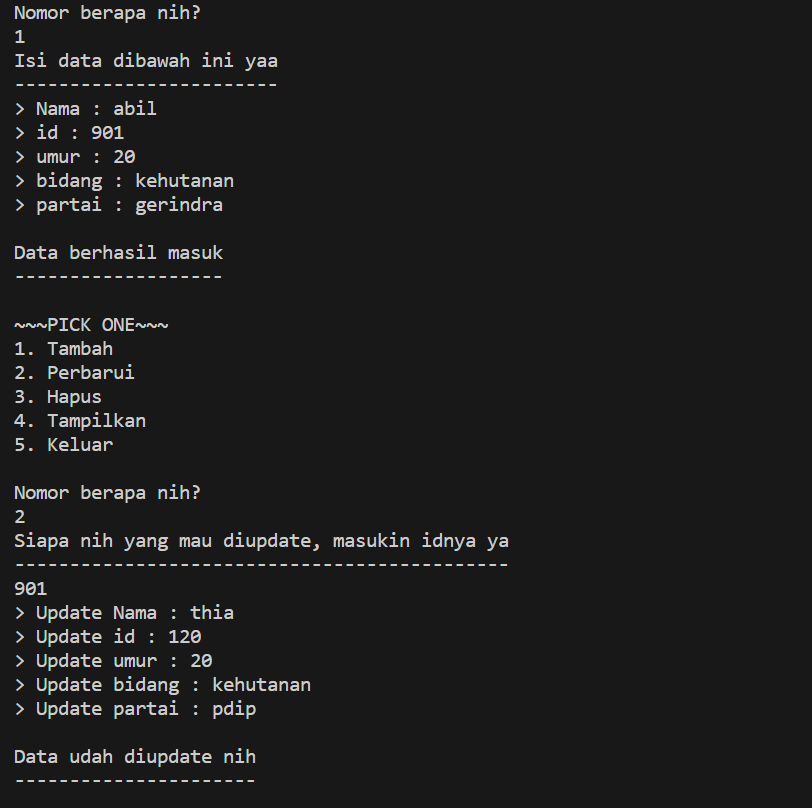 Nomor berapa nih?
1
Isi data dibawah ini yaa
------------------------
> Nama : abil
> id : 901
> umur : 20
> bidang : kehutanan
> partai : gerindra
Data berhasil masuk
-------------------
~~~PICK ONE~~~
1. Tambah
2. Perbarui
3. Hapus
4. Tampilkan
5. Keluar
Nomor berapa nih?
2
Siapa nih yang mau diupdate, masukin idnya ya
---------------------------------------------
901
> Update Nama : thia
> Update id : 120
> Update umur : 20
> Update bidang : kehutanan
> Update partai : pdip
Data udah diupdate nih
----------------------